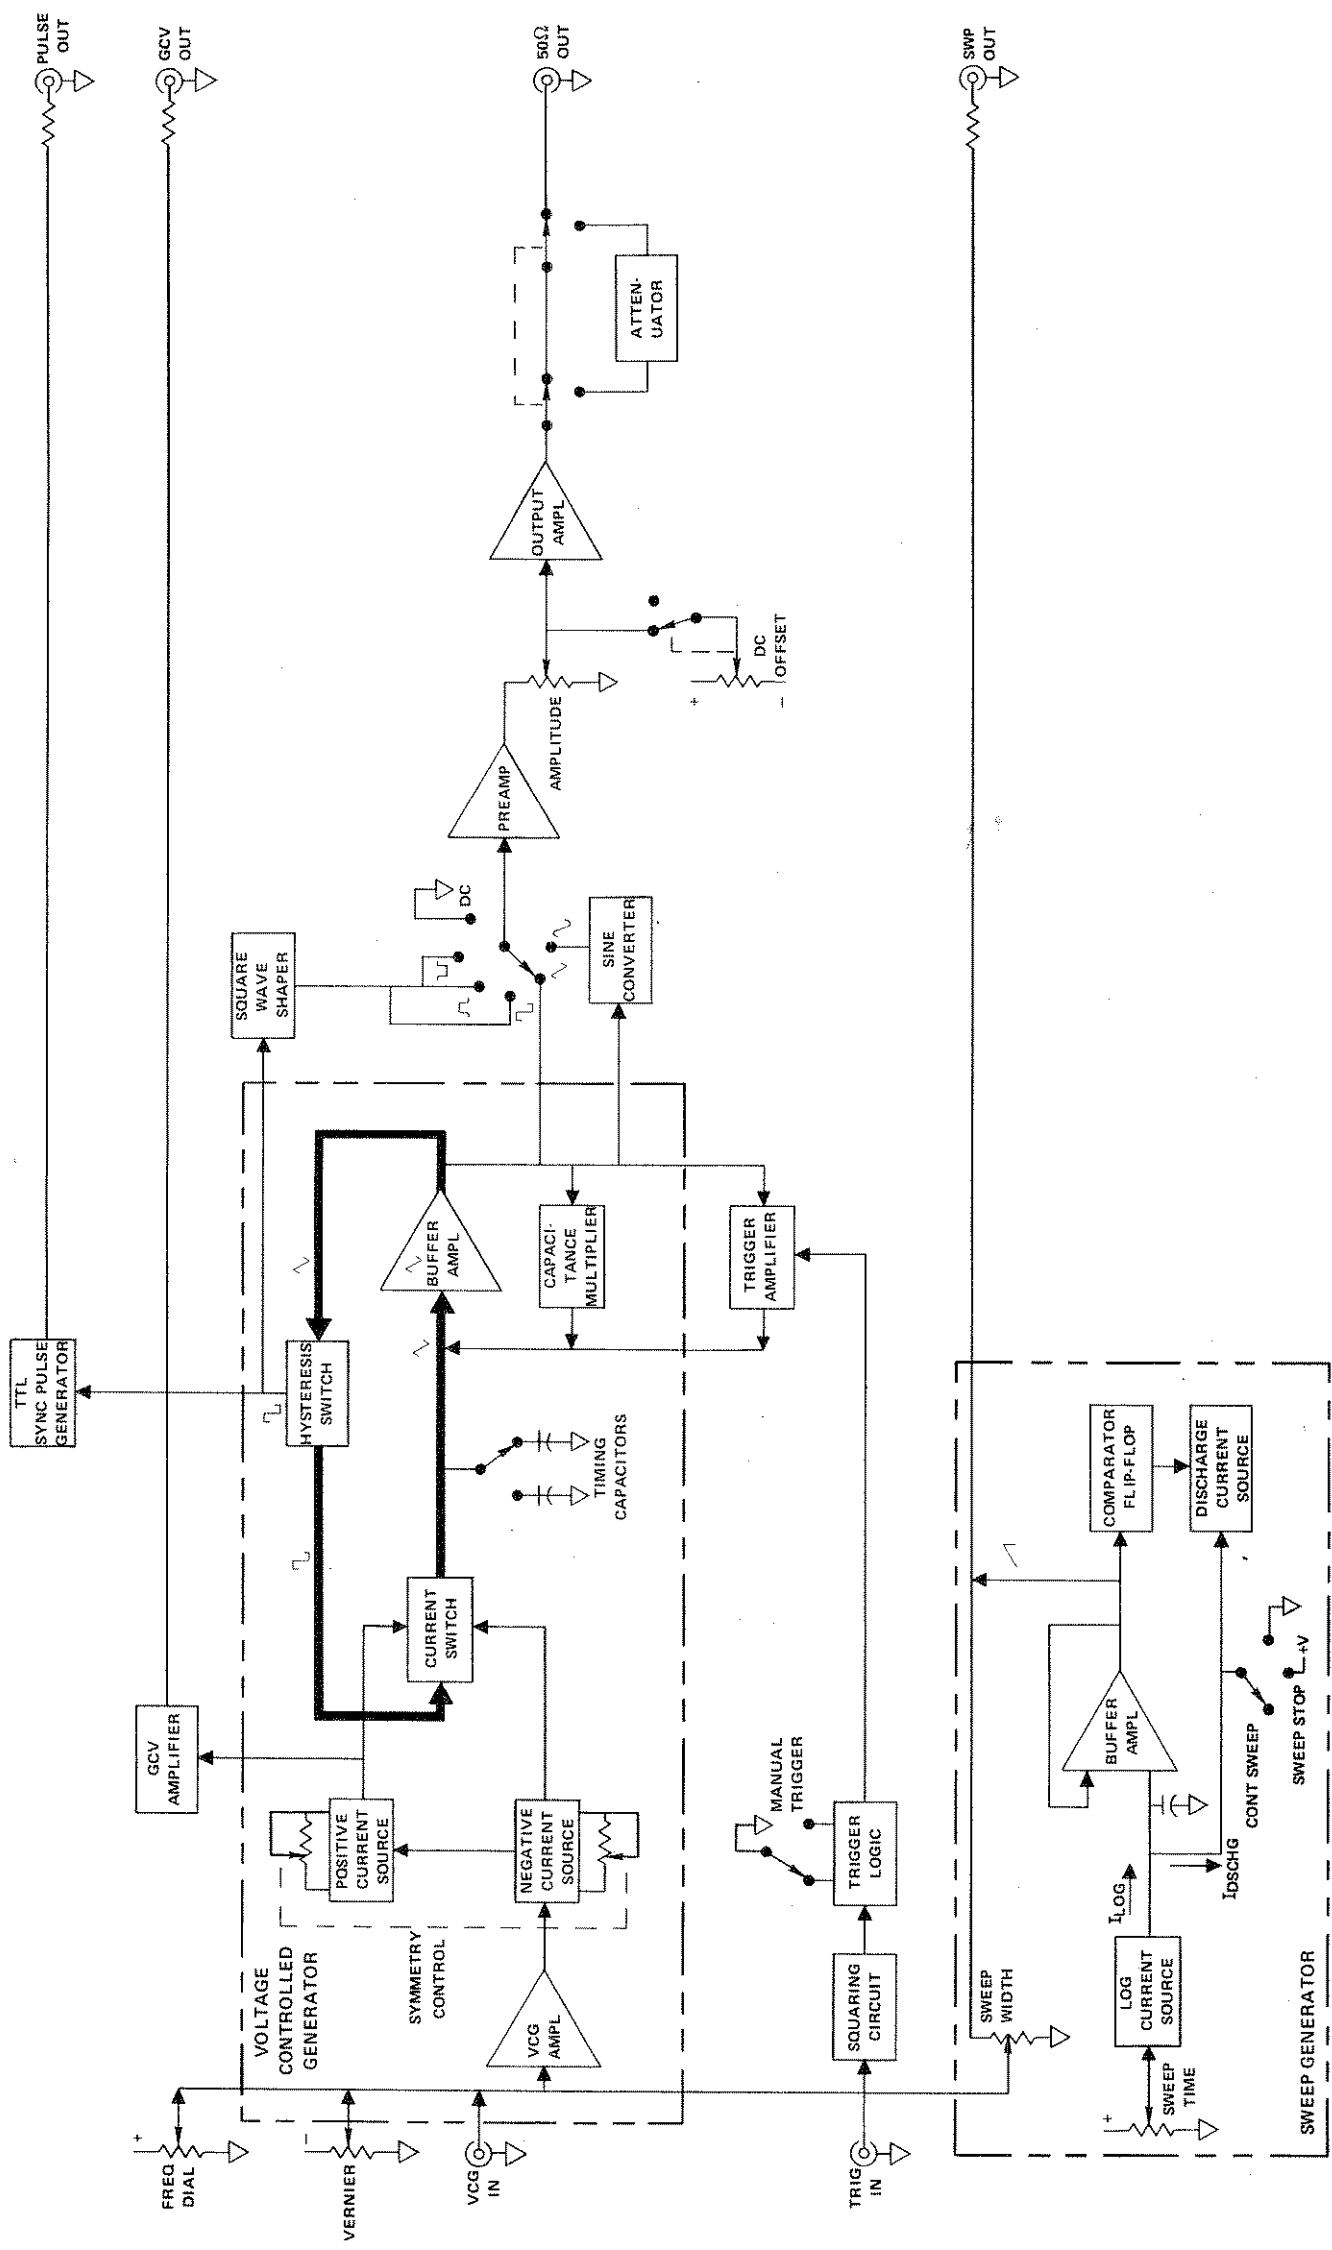 PULSE
OUT
GCV
OUT
50Ω
OUT
SWP
OUT
ATTEN-
UATOR
OUTPUT
AMPL
DC
OFFSET
+
−
AMPLITUDE
PREAMP
DC
SQUARE
WAVE
SHAPER
SINE
CONVERTER
TTL
SYNC PULSE
GENERATOR
HYSTERESIS
SWITCH
BUFFER
AMPL
CAPACI-
TANCE
MULTIPLIER
TRIGGER
AMPLIFIER
TIMING
CAPACITORS
CURRENT
SWITCH
GCV
AMPLIFIER
POSITIVE
CURRENT
SOURCE
NEGATIVE
CURRENT
SOURCE
SYMMETRY
CONTROL
VOLTAGE
CONTROLLED
GENERATOR
VCG
AMPL
MANUAL
TRIGGER
TRIGGER
LOGIC
SQUARING
CIRCUIT
FREQ
DIAL
+
VERNIER
−
VCG
IN
TRIG
IN
COMPARATOR
FLIP-FLOP
DISCHARGE
CURRENT
SOURCE
BUFFER
AMPL
CONT SWEEP
SWEEP STOP
+V
ILOG
IDSCHG
LOG
CURRENT
SOURCE
SWEEP
WIDTH
SWEEP
TIME
+
SWEEP GENERATOR